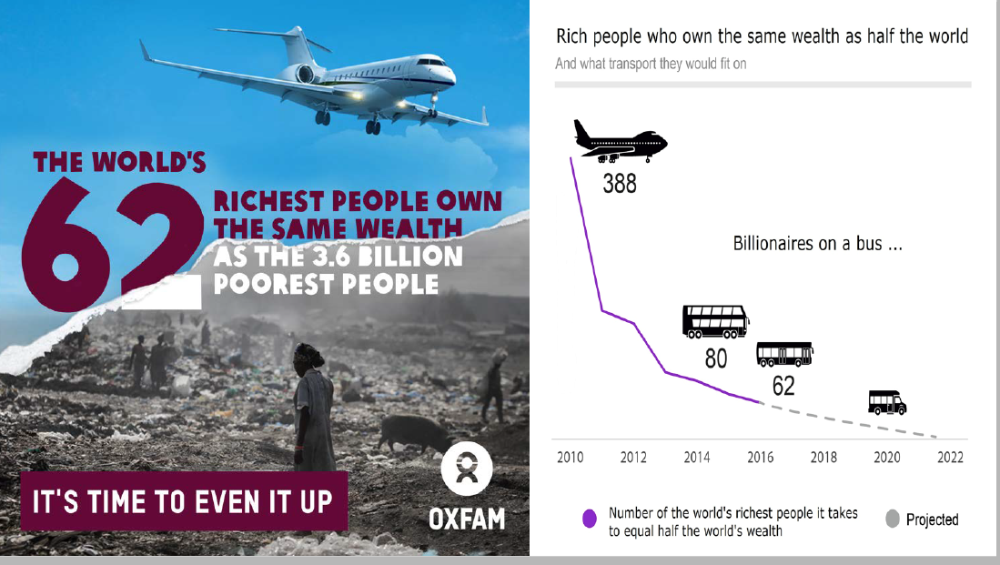 THE WORLD'S
62
RICHEST PEOPLE OWN
THE SAME WEALTH
AS THE 3.6 BILLION
POOREST PEOPLE
IT'S TIME TO EVEN IT UP
OXFAM
Rich people who own the same wealth as half the world
And what transport they would fit on
388
Billionaires on a bus ...
80
62
2010 2012 2014 2016 2018 2020 2022
Number of the world's richest people it takes
to equal half the world's wealth
Projected